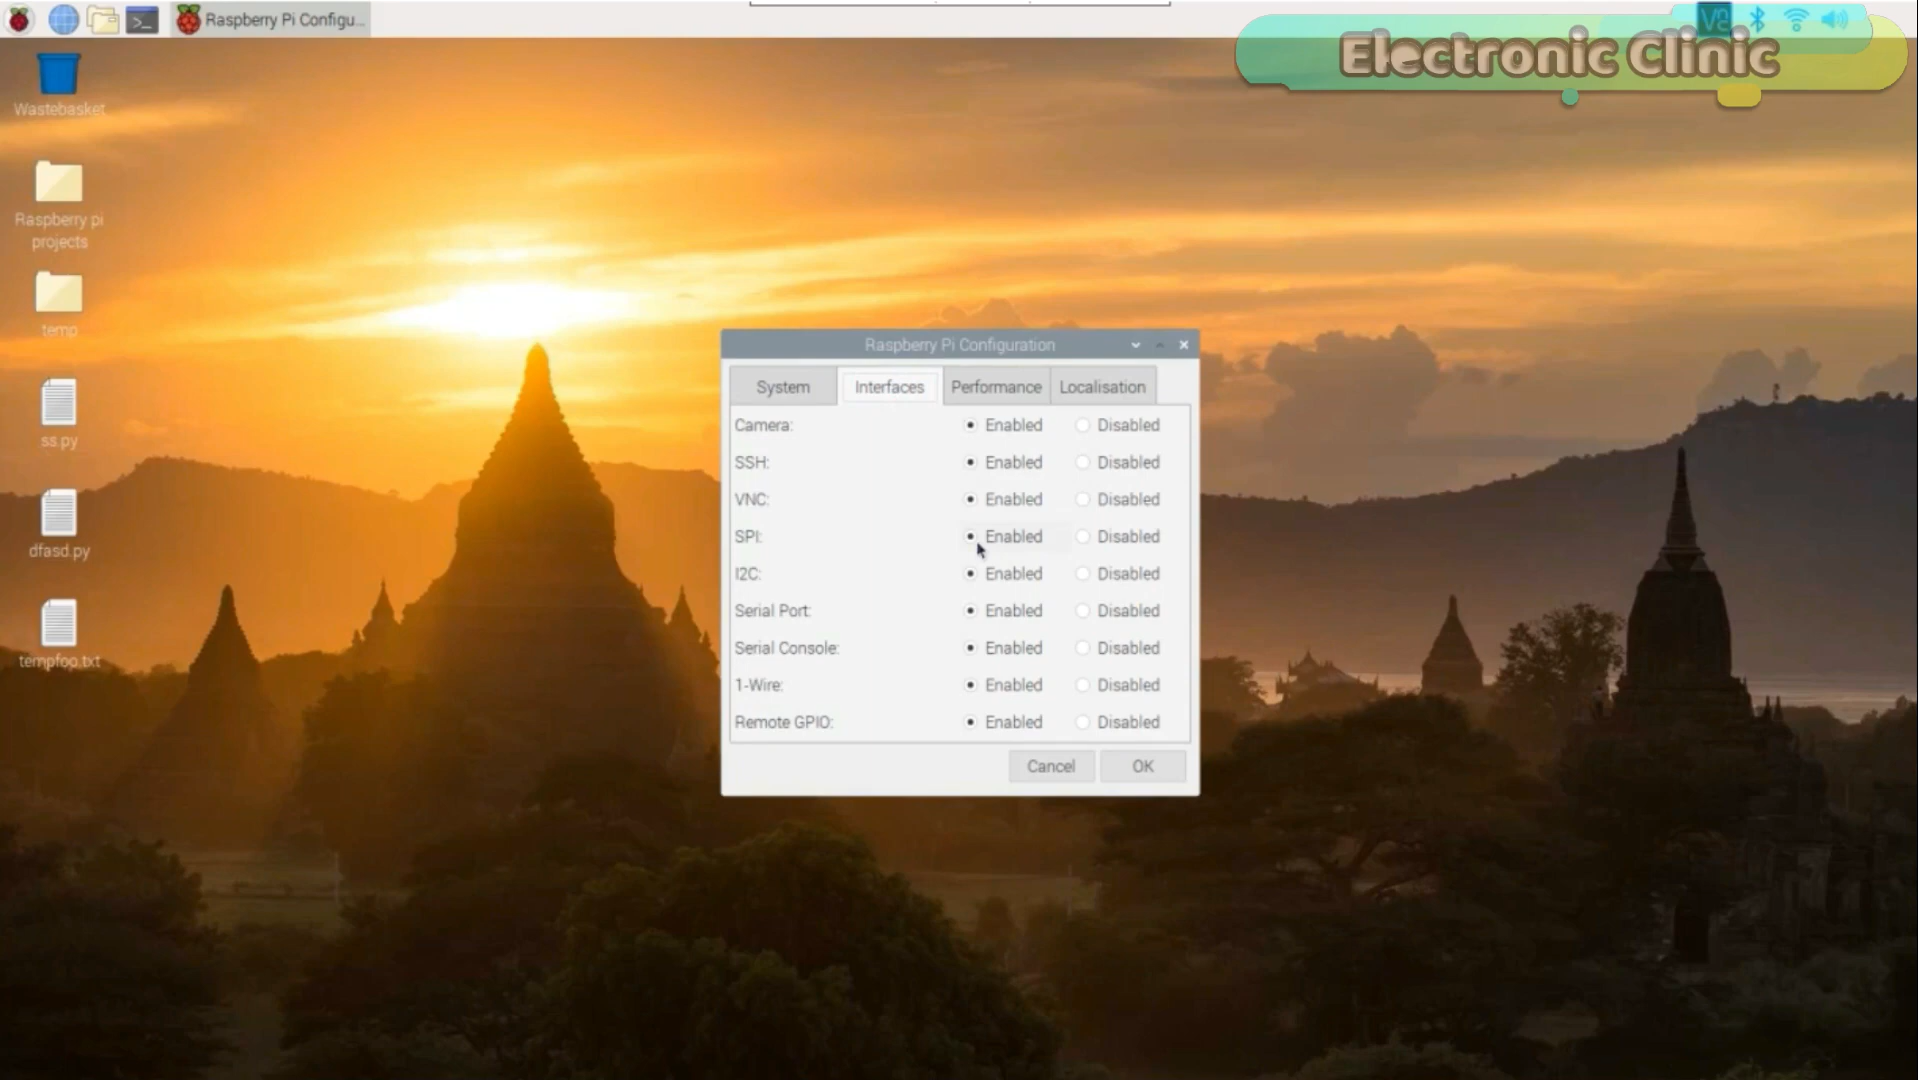 Raspberry Pi Configu...
V2
Electronic Clinic
Wastebasket
Raspberry pi
projects
temp
ss.py
dfasd.py
tempfoo.txt
Raspberry Pi Configuration
System Interfaces Performance Localisation
Camera: Enabled Disabled
SSH: Enabled Disabled
VNC: Enabled Disabled
SPI: Enabled Disabled
I2C: Enabled Disabled
Serial Port: Enabled Disabled
Serial Console: Enabled Disabled
1-Wire: Enabled Disabled
Remote GPIO: Enabled Disabled
Cancel OK